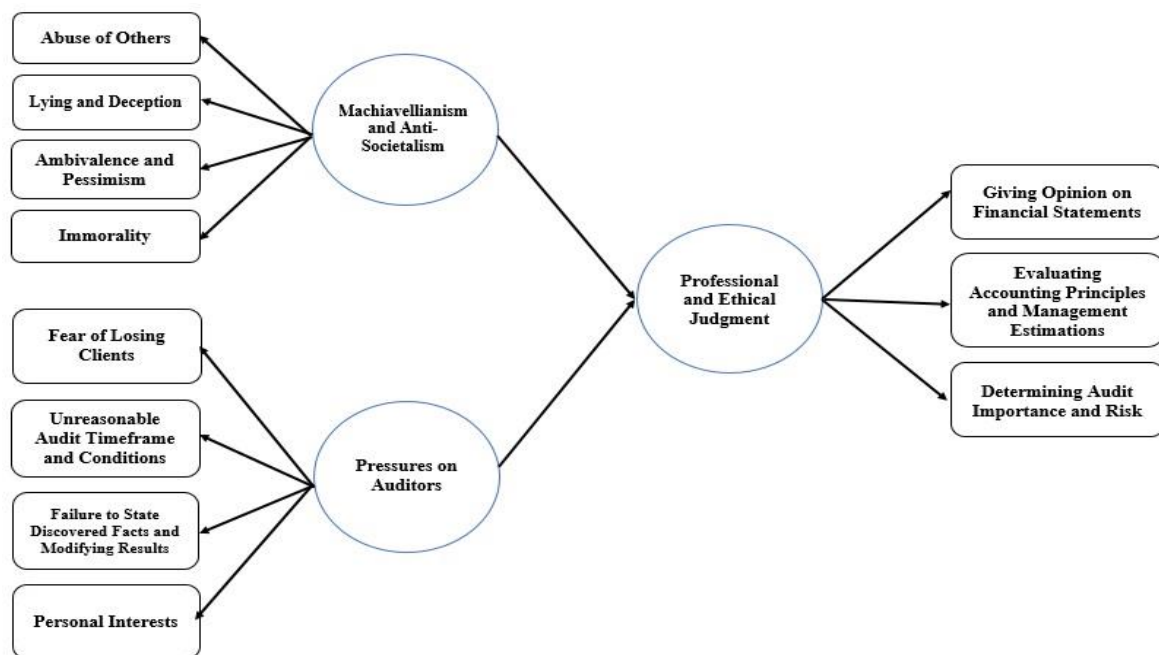 Abuse of Others
Lying and Deception
Ambivalence and
Pessimism
Immorality
Machiavellianism
and Anti-
Societalism
Fear of Losing
Clients
Unreasonable
Audit Timeframe
and Conditions
Failure to State
Discovered Facts and
Modifying Results
Personal Interests
Pressures on
Auditors
Professional
and Ethical
Judgment
Giving Opinion on
Financial Statements
Evaluating
Accounting Principles
and Management
Estimations
Determining Audit
Importance and Risk